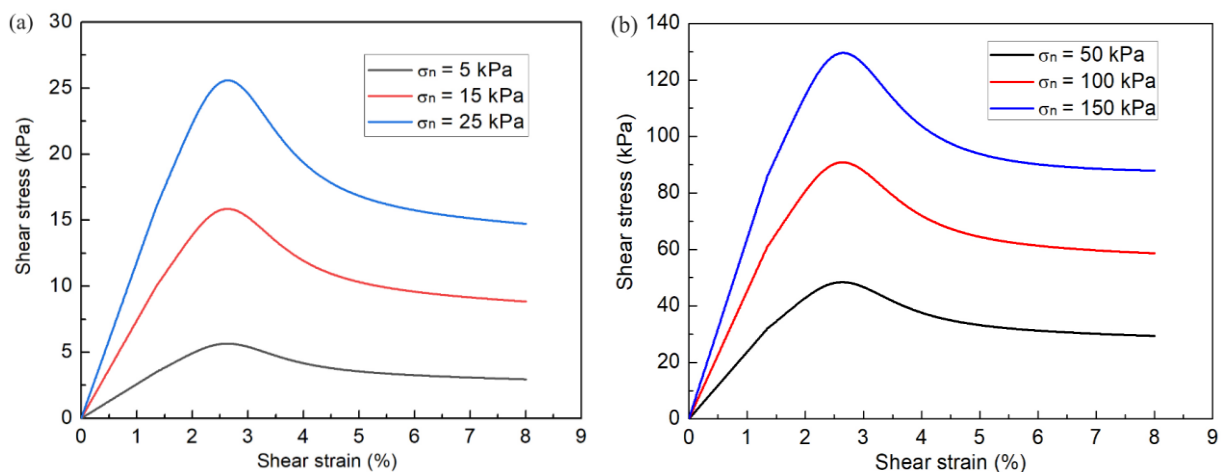 (a)
30
25
20
15
10
5
0
Shear stress (kPa)
σn = 5 kPa
σn = 15 kPa
σn = 25 kPa
0 1 2 3 4 5 6 7 8 9
Shear strain (%)
(b)
140
120
100
80
60
40
20
0
Shear stress (kPa)
σn = 50 kPa
σn = 100 kPa
σn = 150 kPa
0 1 2 3 4 5 6 7 8 9
Shear strain (%)